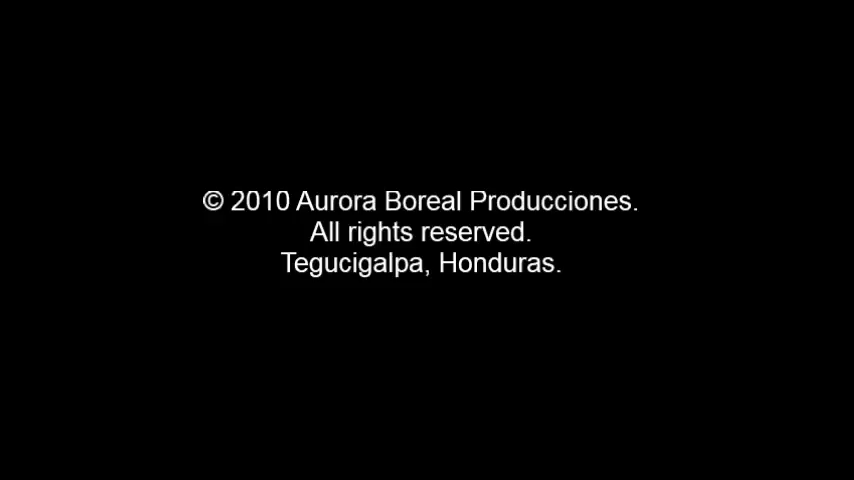 © 2010 Aurora Boreal Producciones.
All rights reserved.
Tegucigalpa, Honduras.